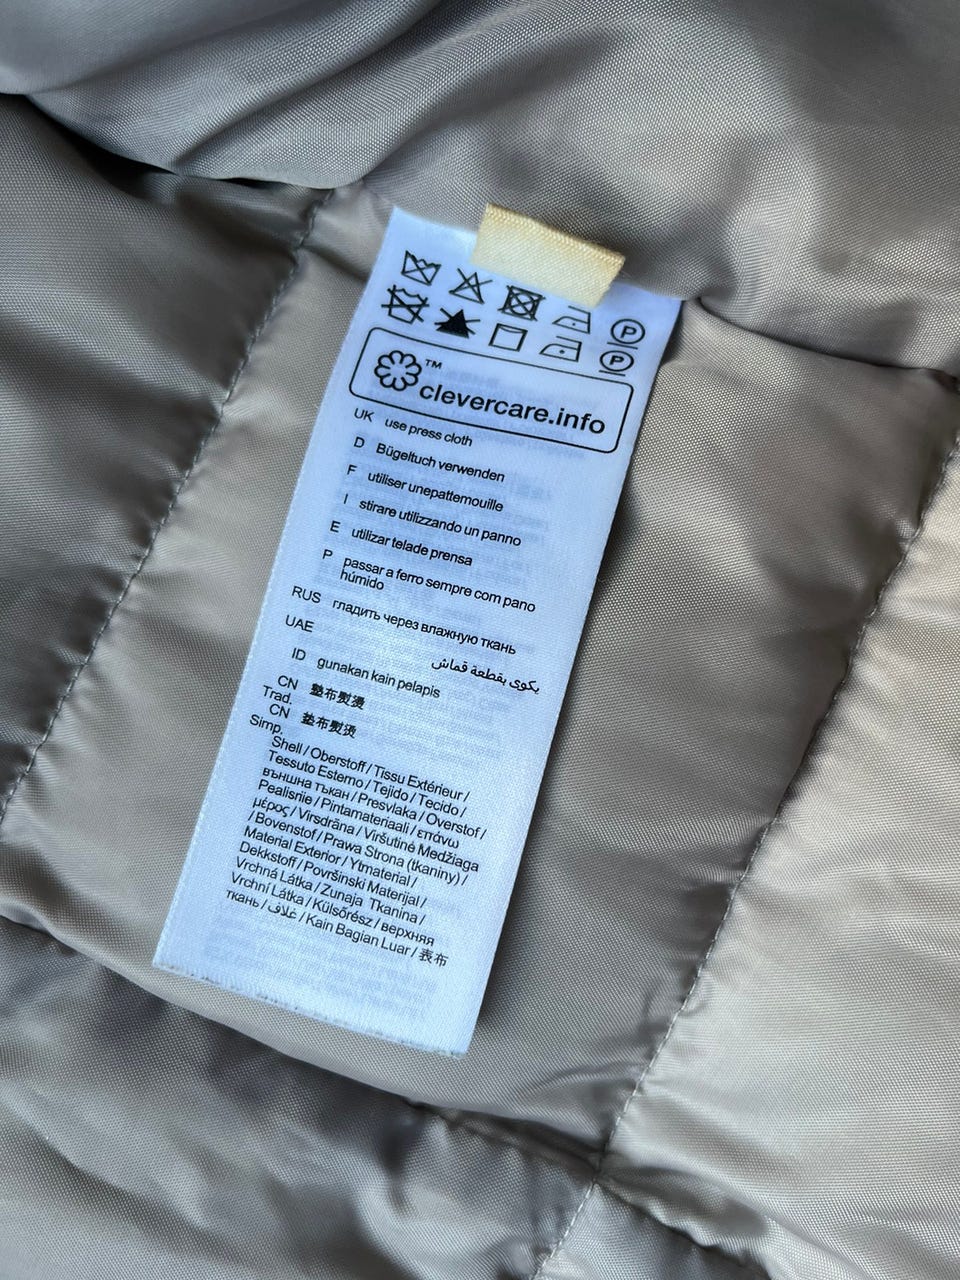 P
P
™
clevercare.info
UK use press cloth
D Bügeltuch verwenden
F utiliser unepattemouille
I stirare utilizzando un panno
E utilizar telade prensa
P passar a ferro sempre com pano
húmido
RUS гладить через влажную ткань
UAE يكوى بقطعة قماش
ID gunakan kain pelapis
CN Trad. 墊布熨燙
CN Simp. 垫布熨烫
Shell / Oberstoff / Tissu Extérieur /
Tessuto Esterno / Tejido / Tecido /
външна тъкан / Presvlaka / Overstof /
Pealisriie / Pintamateriaali / επάνω
μέρος / Virsdrāna / Viršutinė Medžiaga
/ Bovenstof / Prawa Strona (tkaniny) /
Material Exterior / Ytmaterial /
Dekkstoff / Površinski Materijal /
Vrchná Látka / Zunaja Tkanina /
Vrchní Látka / Külsőrész / верхняя
ткань / غلاف / Kain Bagian Luar / 表布